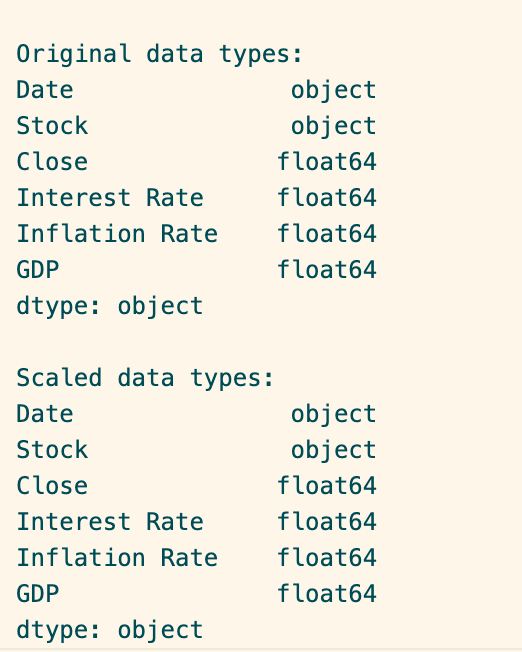 Original data types:
Date               object
Stock              object
Close             float64
Interest Rate     float64
Inflation Rate    float64
GDP               float64
dtype: object

Scaled data types:
Date               object
Stock              object
Close             float64
Interest Rate     float64
Inflation Rate    float64
GDP               float64
dtype: object